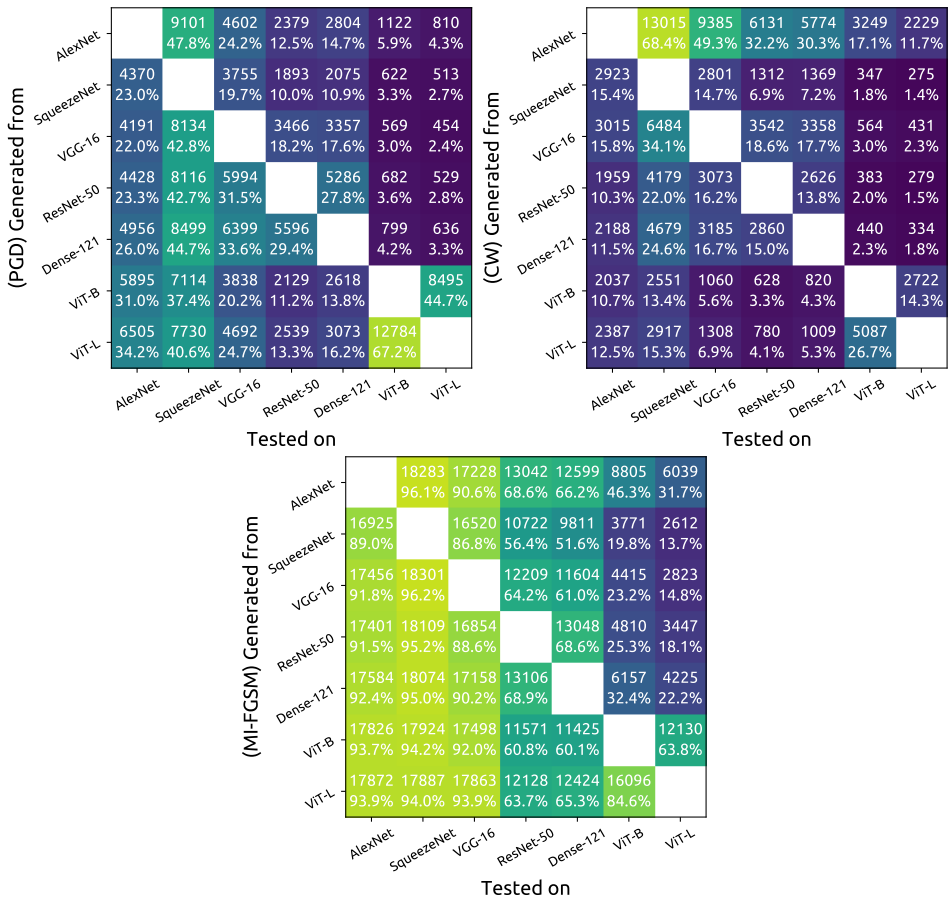 (PGD) Generated from
AlexNet
9101 4602 2379 2804 1122 810
47.8% 24.2% 12.5% 14.7% 5.9% 4.3%
SqueezeNet
4370 3755 1893 2075 622 513
23.0% 19.7% 10.0% 10.9% 3.3% 2.7%
VGG-16
4191 8134 3466 3357 569 454
22.0% 42.8% 18.2% 17.6% 3.0% 2.4%
ResNet-50
4428 8116 5994 5286 682 529
23.3% 42.7% 31.5% 27.8% 3.6% 2.8%
Dense-121
4956 8499 6399 5596 799 636
26.0% 44.7% 33.6% 29.4% 4.2% 3.3%
ViT-B
5895 7114 3838 2129 2618 8495
31.0% 37.4% 20.2% 11.2% 13.8% 44.7%
ViT-L
6505 7730 4692 2539 3073 12784
34.2% 40.6% 24.7% 13.3% 16.2% 67.2%
AlexNet SqueezeNet VGG-16 ResNet-50 Dense-121 ViT-B ViT-L
Tested on
(CW) Generated from
AlexNet
13015 9385 6131 5774 3249 2229
68.4% 49.3% 32.2% 30.3% 17.1% 11.7%
SqueezeNet
2923 2801 1312 1369 347 275
15.4% 14.7% 6.9% 7.2% 1.8% 1.4%
VGG-16
3015 6484 3542 3358 564 431
15.8% 34.1% 18.6% 17.7% 3.0% 2.3%
ResNet-50
1959 4179 3073 2626 383 279
10.3% 22.0% 16.2% 13.8% 2.0% 1.5%
Dense-121
2188 4679 3185 2860 440 334
11.5% 24.6% 16.7% 15.0% 2.3% 1.8%
ViT-B
2037 2551 1060 628 820 2722
10.7% 13.4% 5.6% 3.3% 4.3% 14.3%
ViT-L
2387 2917 1308 780 1009 5087
12.5% 15.3% 6.9% 4.1% 5.3% 26.7%
AlexNet SqueezeNet VGG-16 ResNet-50 Dense-121 ViT-B ViT-L
Tested on
(MI-FGSM) Generated from
AlexNet
18283 17228 13042 12599 8805 6039
96.1% 90.6% 68.6% 66.2% 46.3% 31.7%
SqueezeNet
16925 16520 10722 9811 3771 2612
89.0% 86.8% 56.4% 51.6% 19.8% 13.7%
VGG-16
17456 18301 12209 11604 4415 2823
91.8% 96.2% 64.2% 61.0% 23.2% 14.8%
ResNet-50
17401 18109 16854 13048 4810 3447
91.5% 95.2% 88.6% 68.6% 25.3% 18.1%
Dense-121
17584 18074 17158 13106 6157 4225
92.4% 95.0% 90.2% 68.9% 32.4% 22.2%
ViT-B
17826 17924 17498 11571 11425 12130
93.7% 94.2% 92.0% 60.8% 60.1% 63.8%
ViT-L
17872 17887 17863 12128 12424 16096
93.9% 94.0% 93.9% 63.7% 65.3% 84.6%
AlexNet SqueezeNet VGG-16 ResNet-50 Dense-121 ViT-B ViT-L
Tested on